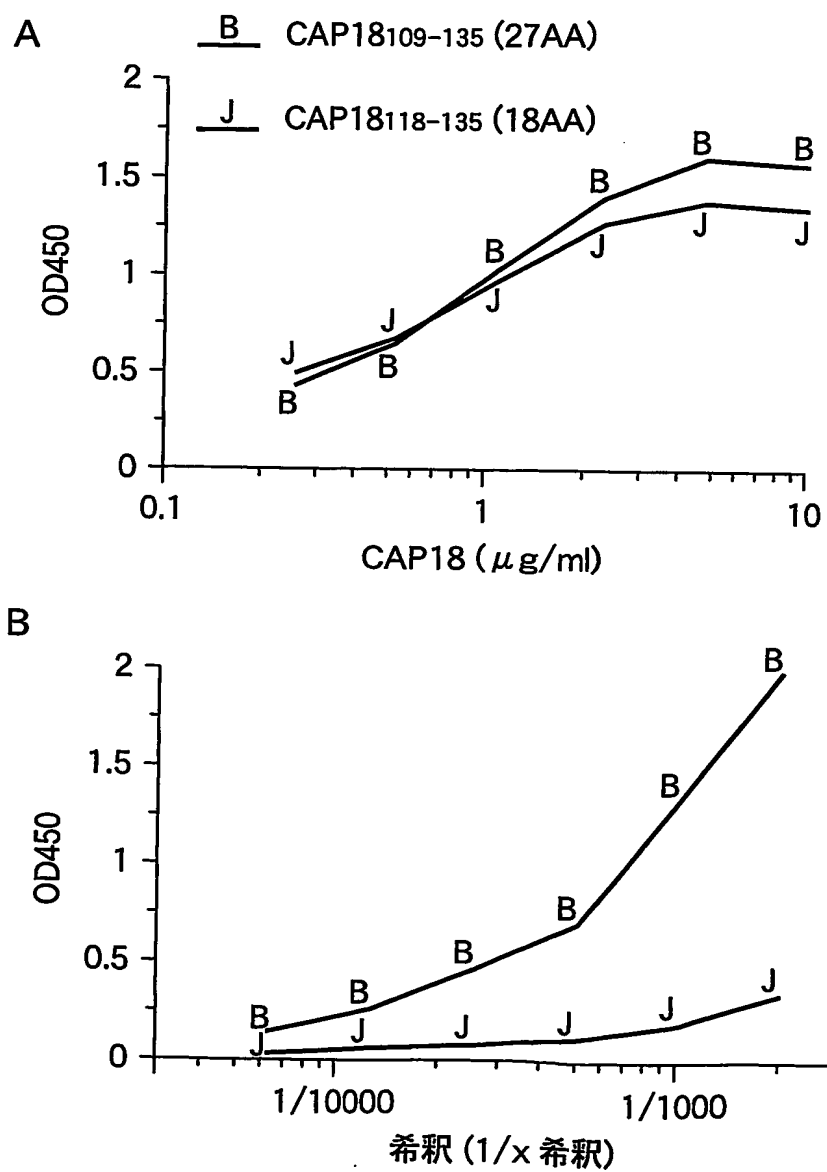 A
B CAP18109-135 (27AA)
J CAP18118-135 (18AA)
2
1.5
1
0.5
0
OD450
B
B
B
B
B
B
J
J
J
J
J
J
0.1
1
10
CAP18 (μg/ml)
B
2
1.5
1
0.5
0
OD450
B
B
B
B
B
B
J
J
J
J
J
J
1/10000
1/1000
希釈 (1/x 希釈)